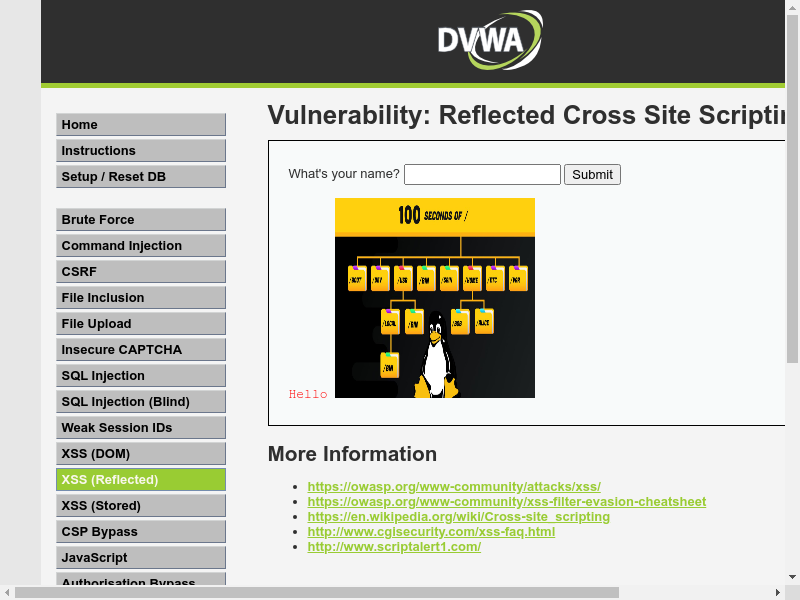 DVWA
Home
Instructions
Setup / Reset DB
Brute Force
Command Injection
CSRF
File Inclusion
File Upload
Insecure CAPTCHA
SQL Injection
SQL Injection (Blind)
Weak Session IDs
XSS (DOM)
XSS (Reflected)
XSS (Stored)
CSP Bypass
JavaScript
Authorisation Bypass
Vulnerability: Reflected Cross Site Scriptin
What's your name? Submit
100 SECONDS OF /
/BOOT /DEV /USR /BIN /SBIN /HOME /ETC /VAR
/LOCAL /BIN /BOB /ALICE
/BIN
Hello
More Information
https://owasp.org/www-community/attacks/xss/
https://owasp.org/www-community/xss-filter-evasion-cheatsheet
https://en.wikipedia.org/wiki/Cross-site_scripting
http://www.cgisecurity.com/xss-faq.html
http://www.scriptalert1.com/